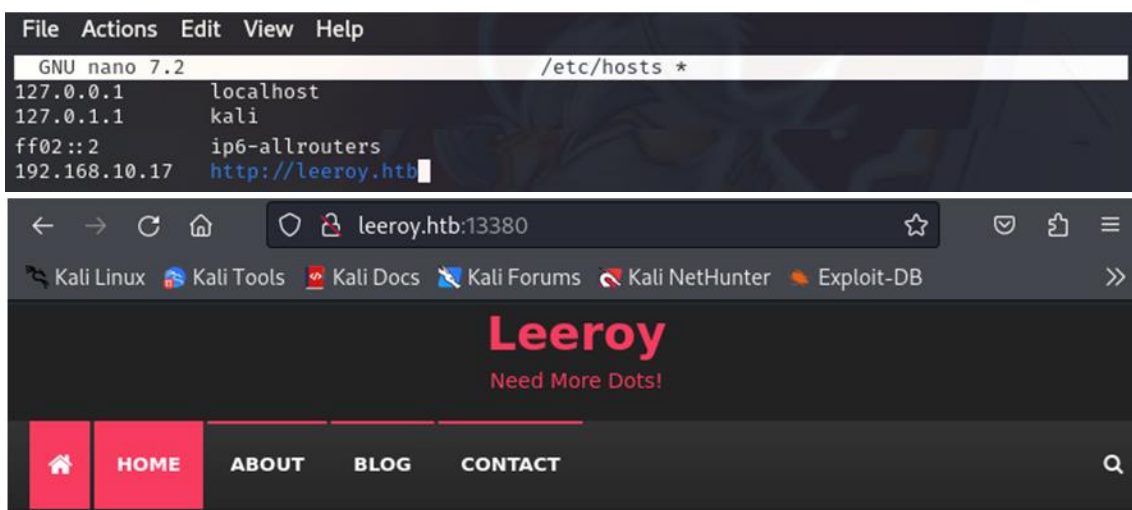 File Actions Edit View Help
GNU nano 7.2 /etc/hosts *
127.0.0.1 localhost
127.0.1.1 kali
ff02::2 ip6-allrouters
192.168.10.17 http://leeroy.htb
leeroy.htb:13380
Kali Linux Kali Tools Kali Docs Kali Forums Kali NetHunter Exploit-DB
Leeroy
Need More Dots!
HOME ABOUT BLOG CONTACT